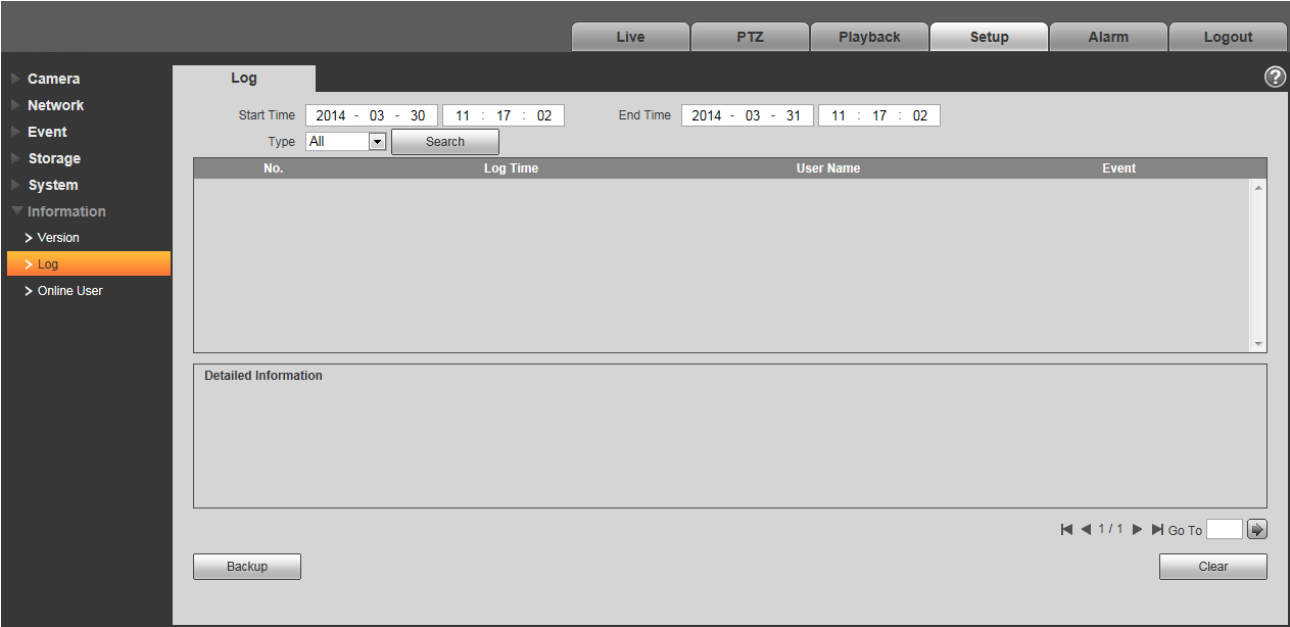 Live PTZ Playback Setup Alarm Logout
Camera
Network
Event
Storage
System
Information
> Version
> Log
> Online User
Log
?
Start Time 2014 - 03 - 30 11 : 17 : 02 End Time 2014 - 03 - 31 11 : 17 : 02
Type All Search
No. Log Time User Name Event
Detailed Information
1 / 1 Go To
Backup Clear